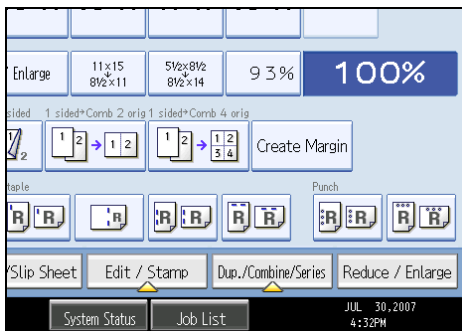 Enlarge 11×15 5½×8½ 93% 100%
8½×11 8½×14
sided 1 sided→Comb 2 orig 1 sided→Comb 4 orig
2 1 2 → 1 2 1 2 → 1 2 3 4 Create Margin
taple Punch
R R R R R R R R R R R
/Slip Sheet Edit / Stamp Dup./Combine/Series Reduce / Enlarge
System Status Job List JUL 30,2007
4:32PM